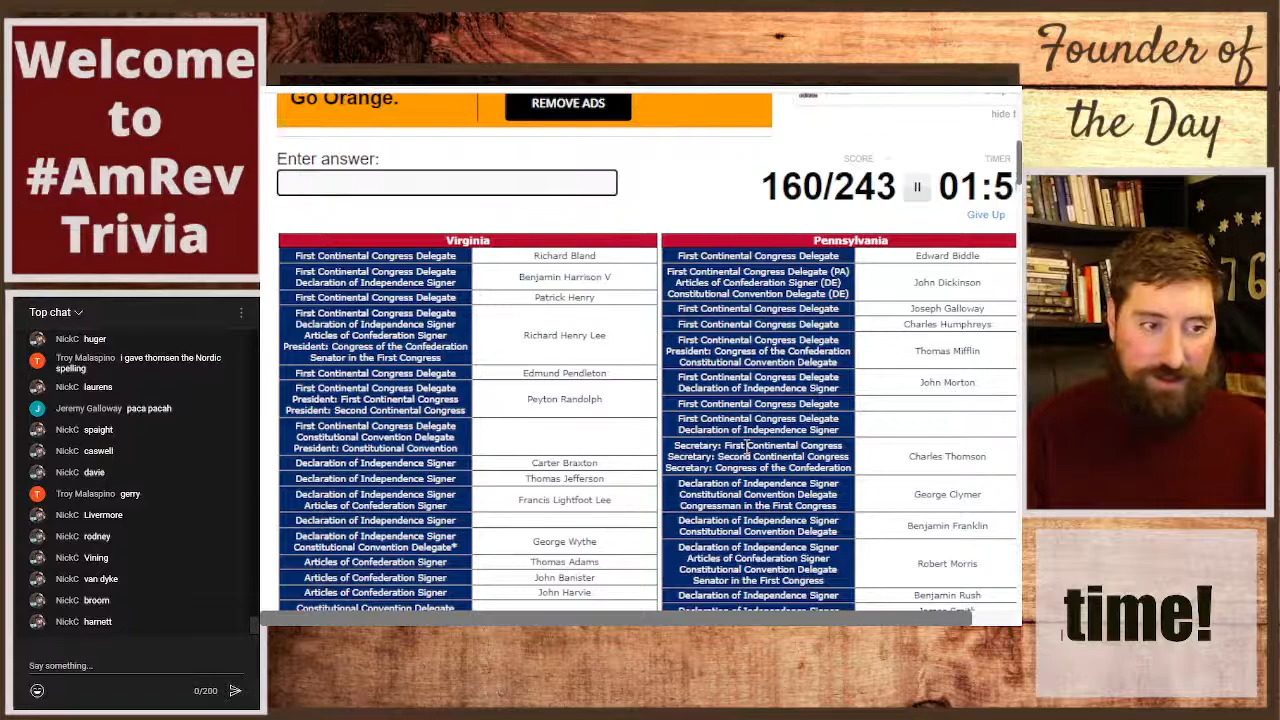 Welcome
to
#AmRev
Trivia
Founder of
the Day
Go Orange.
REMOVE ADS
hide t
Enter answer:
SCORE
TIMER
160/243
01:5
Give Up
Top chat
NickC huger
T Troy Malaspino i gave thomsen the Nordic
spelling
NickC laurens
J Jeremy Galloway paca pacah
NickC spaight
NickC caswell
NickC davie
T Troy Malaspino gerry
NickC Livermore
NickC rodney
NickC Vining
NickC van dyke
NickC broom
NickC harnett
Say something...
0/200
Virginia
First Continental Congress Delegate
Richard Bland
First Continental Congress Delegate
Declaration of Independence Signer
Benjamin Harrison V
First Continental Congress Delegate
Patrick Henry
First Continental Congress Delegate
Declaration of Independence Signer
Articles of Confederation Signer
President: Congress of the Confederation
Senator in the First Congress
Richard Henry Lee
First Continental Congress Delegate
Edmund Pendleton
First Continental Congress Delegate
President: First Continental Congress
President: Second Continental Congress
Peyton Randolph
First Continental Congress Delegate
Constitutional Convention Delegate
President: Constitutional Convention
Declaration of Independence Signer
Carter Braxton
Declaration of Independence Signer
Thomas Jefferson
Declaration of Independence Signer
Articles of Confederation Signer
Francis Lightfoot Lee
Declaration of Independence Signer
Declaration of Independence Signer
Constitutional Convention Delegate*
George Wythe
Articles of Confederation Signer
Thomas Adams
Articles of Confederation Signer
John Banister
Articles of Confederation Signer
John Harvie
Constitutional Convention Delegate
Pennsylvania
First Continental Congress Delegate
Edward Biddle
First Continental Congress Delegate (PA)
Articles of Confederation Signer (DE)
Constitutional Convention Delegate (DE)
John Dickinson
First Continental Congress Delegate
Joseph Galloway
First Continental Congress Delegate
Charles Humphreys
First Continental Congress Delegate
President: Congress of the Confederation
Constitutional Convention Delegate
Thomas Mifflin
First Continental Congress Delegate
Declaration of Independence Signer
John Morton
First Continental Congress Delegate
First Continental Congress Delegate
Declaration of Independence Signer
Secretary: First Continental Congress
Secretary: Second Continental Congress
Secretary: Congress of the Confederation
Charles Thomson
Declaration of Independence Signer
Constitutional Convention Delegate
Congressman in the First Congress
George Clymer
Declaration of Independence Signer
Constitutional Convention Delegate
Benjamin Franklin
Declaration of Independence Signer
Articles of Confederation Signer
Constitutional Convention Delegate
Senator in the First Congress
Robert Morris
Declaration of Independence Signer
Benjamin Rush
Declaration of Independence Signer
James Smith
76
time!